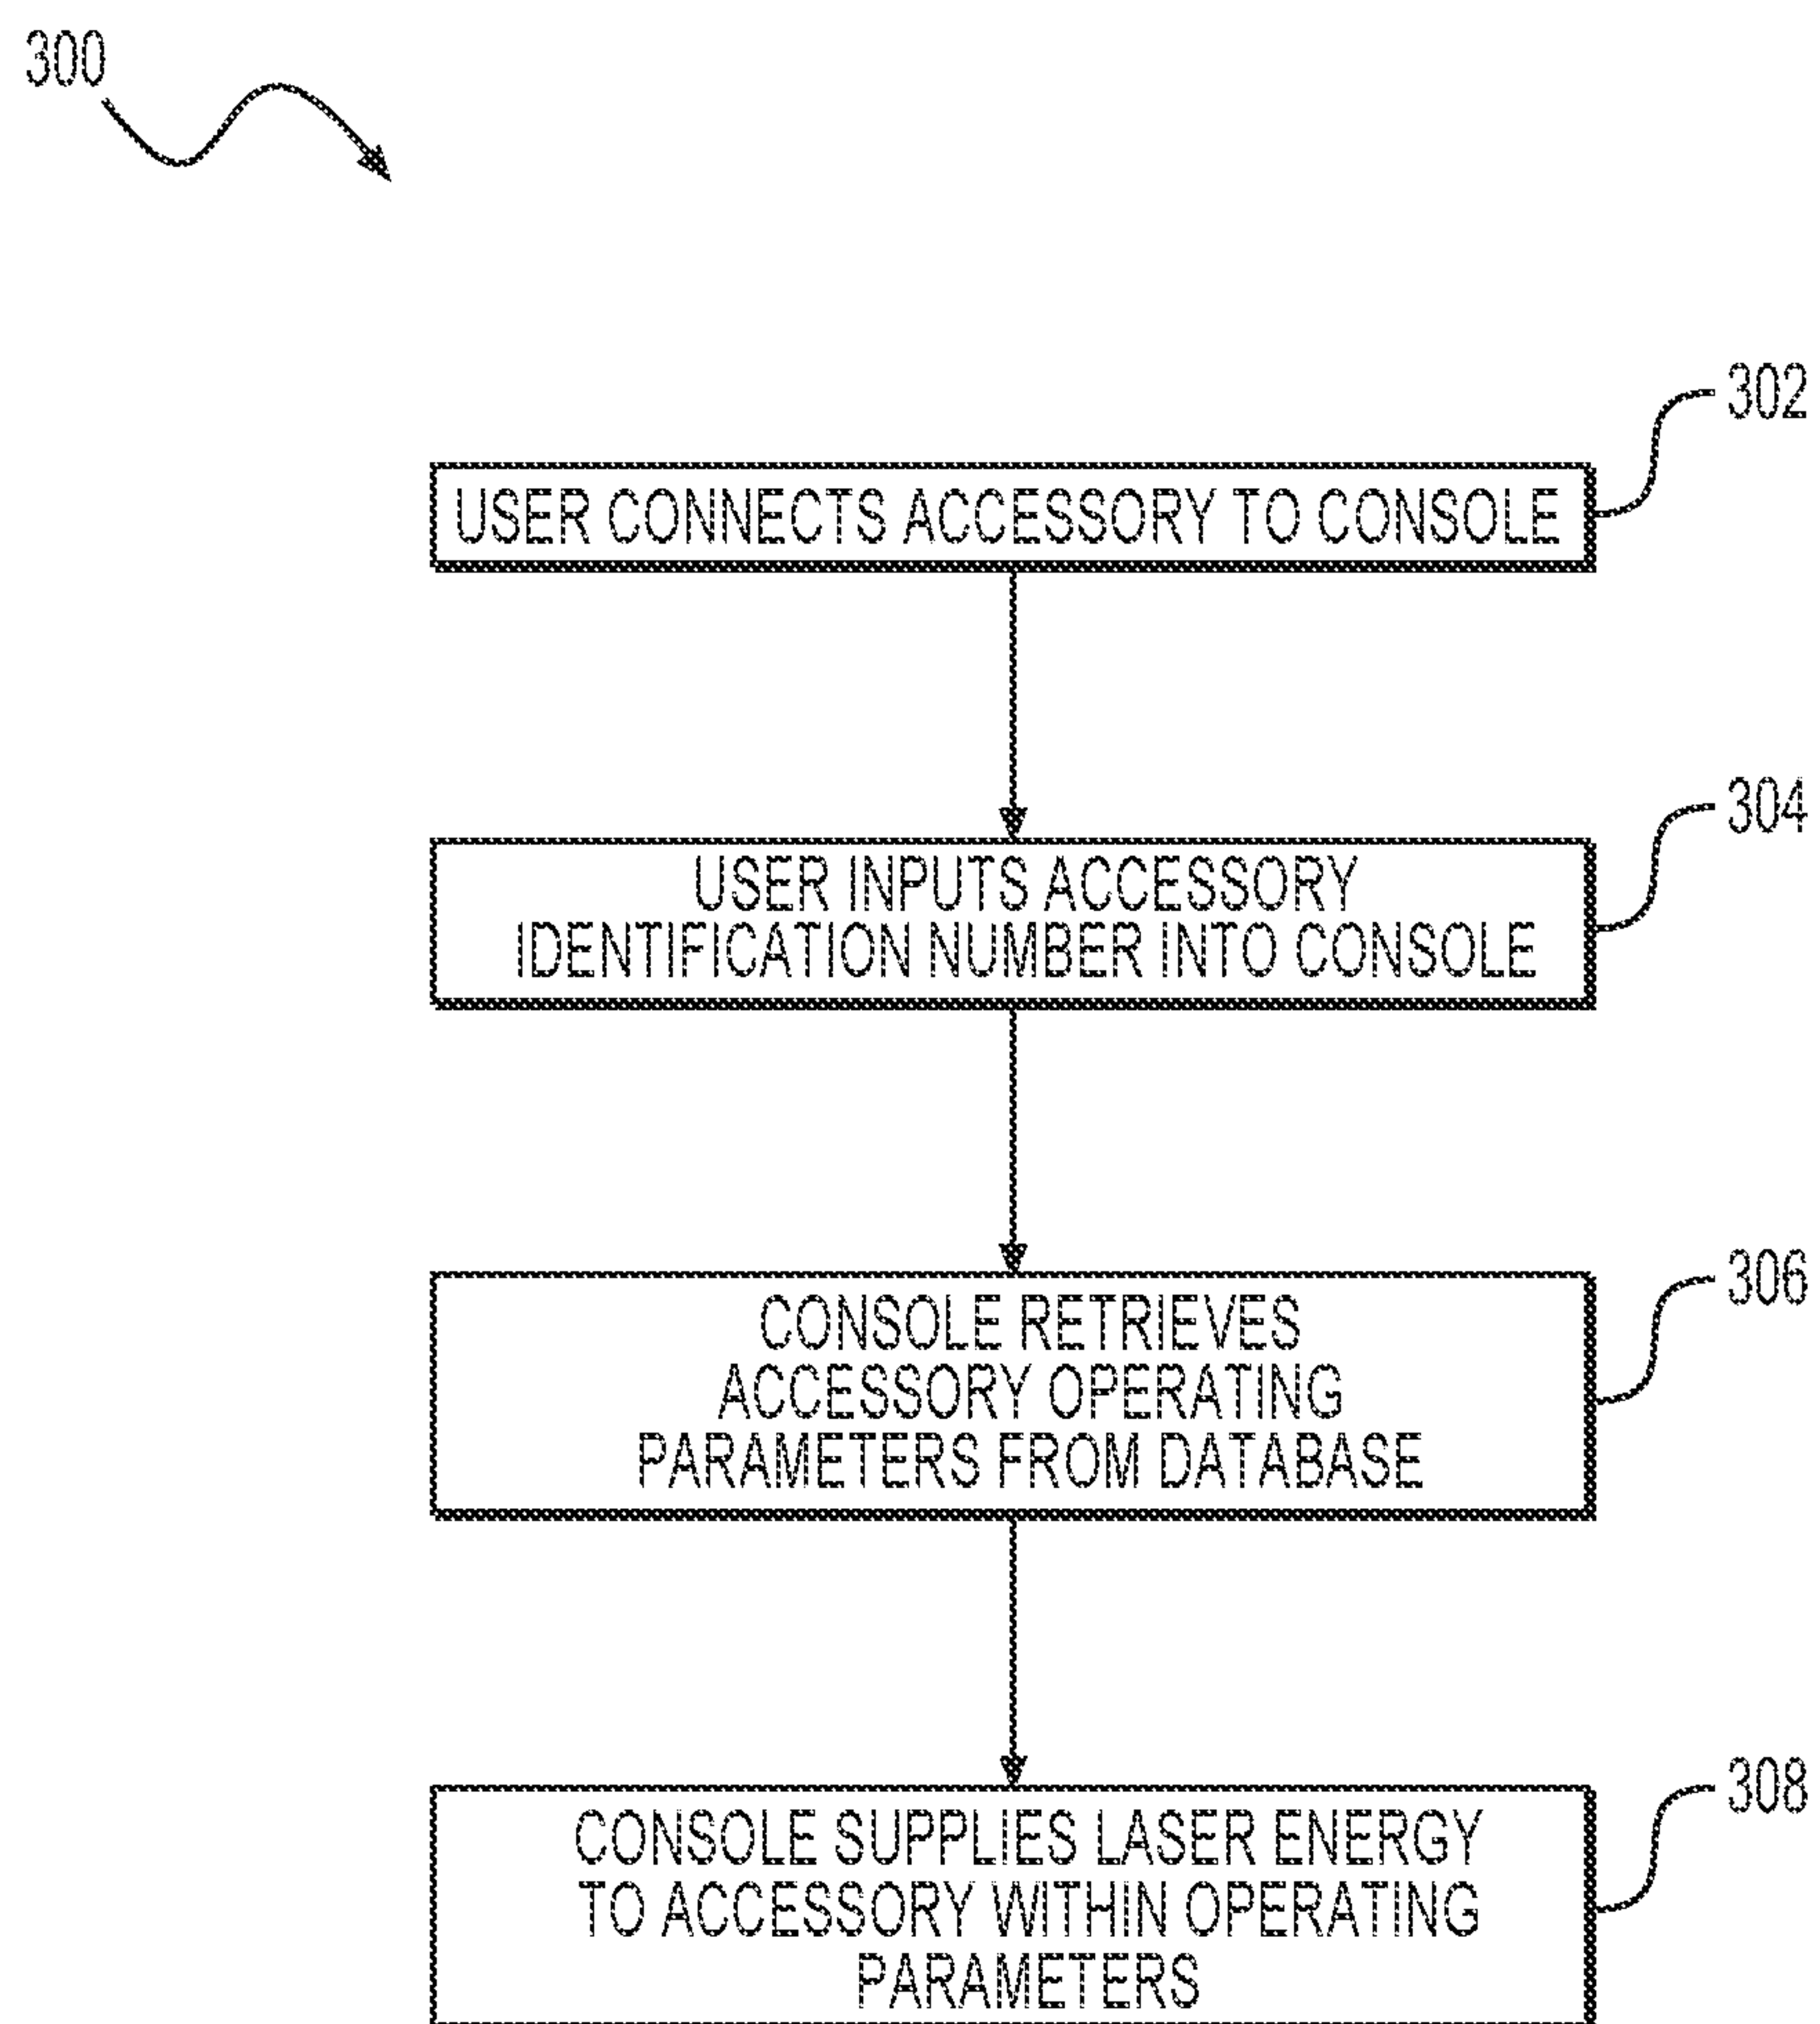 300
302
USER CONNECTS ACCESSORY TO CONSOLE
304
USER INPUTS ACCESSORY
IDENTIFICATION NUMBER INTO CONSOLE
306
CONSOLE RETRIEVES
ACCESSORY OPERATING
PARAMETERS FROM DATABASE
308
CONSOLE SUPPLIES LASER ENERGY
TO ACCESSORY WITHIN OPERATING
PARAMETERS